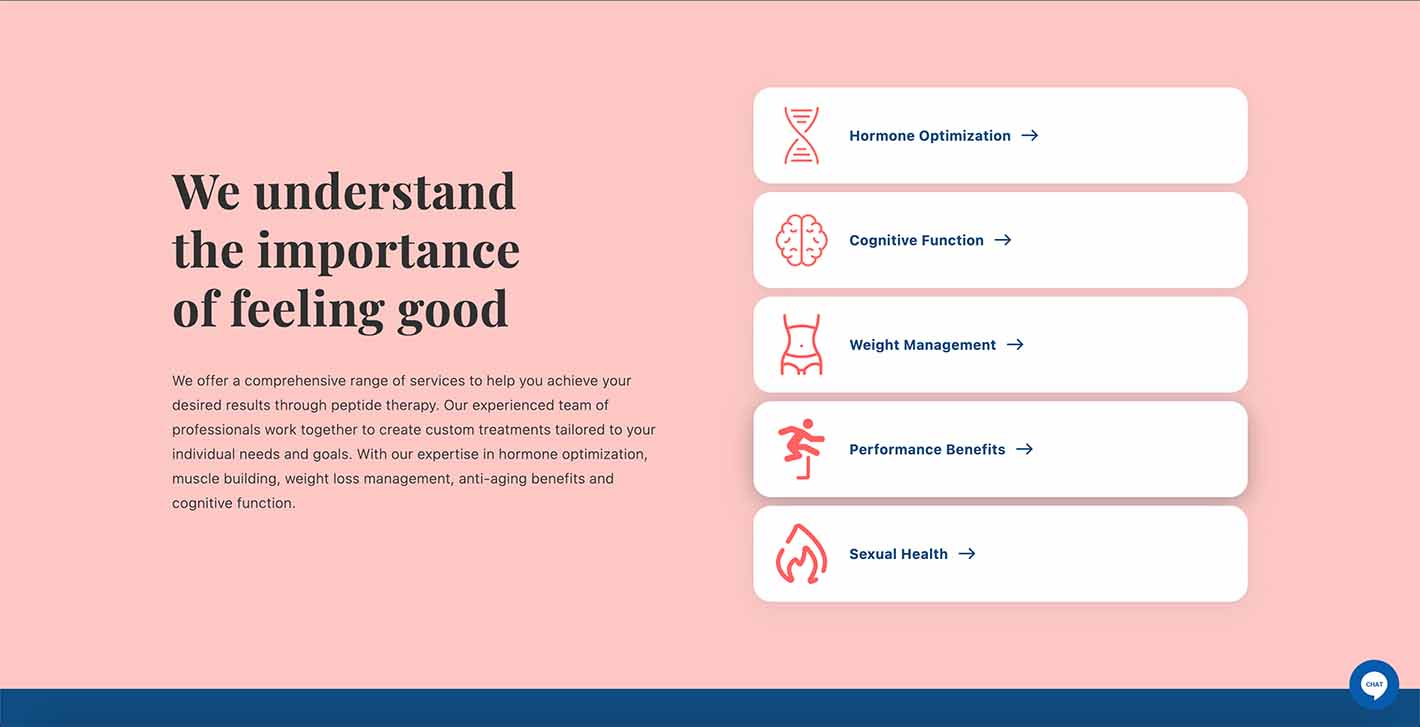 We understand
the importance
of feeling good
We offer a comprehensive range of services to help you achieve your
desired results through peptide therapy. Our experienced team of
professionals work together to create custom treatments tailored to your
individual needs and goals. With our expertise in hormone optimization,
muscle building, weight loss management, anti-aging benefits and
cognitive function.
Hormone Optimization
Cognitive Function
Weight Management
Performance Benefits
Sexual Health
CHAT